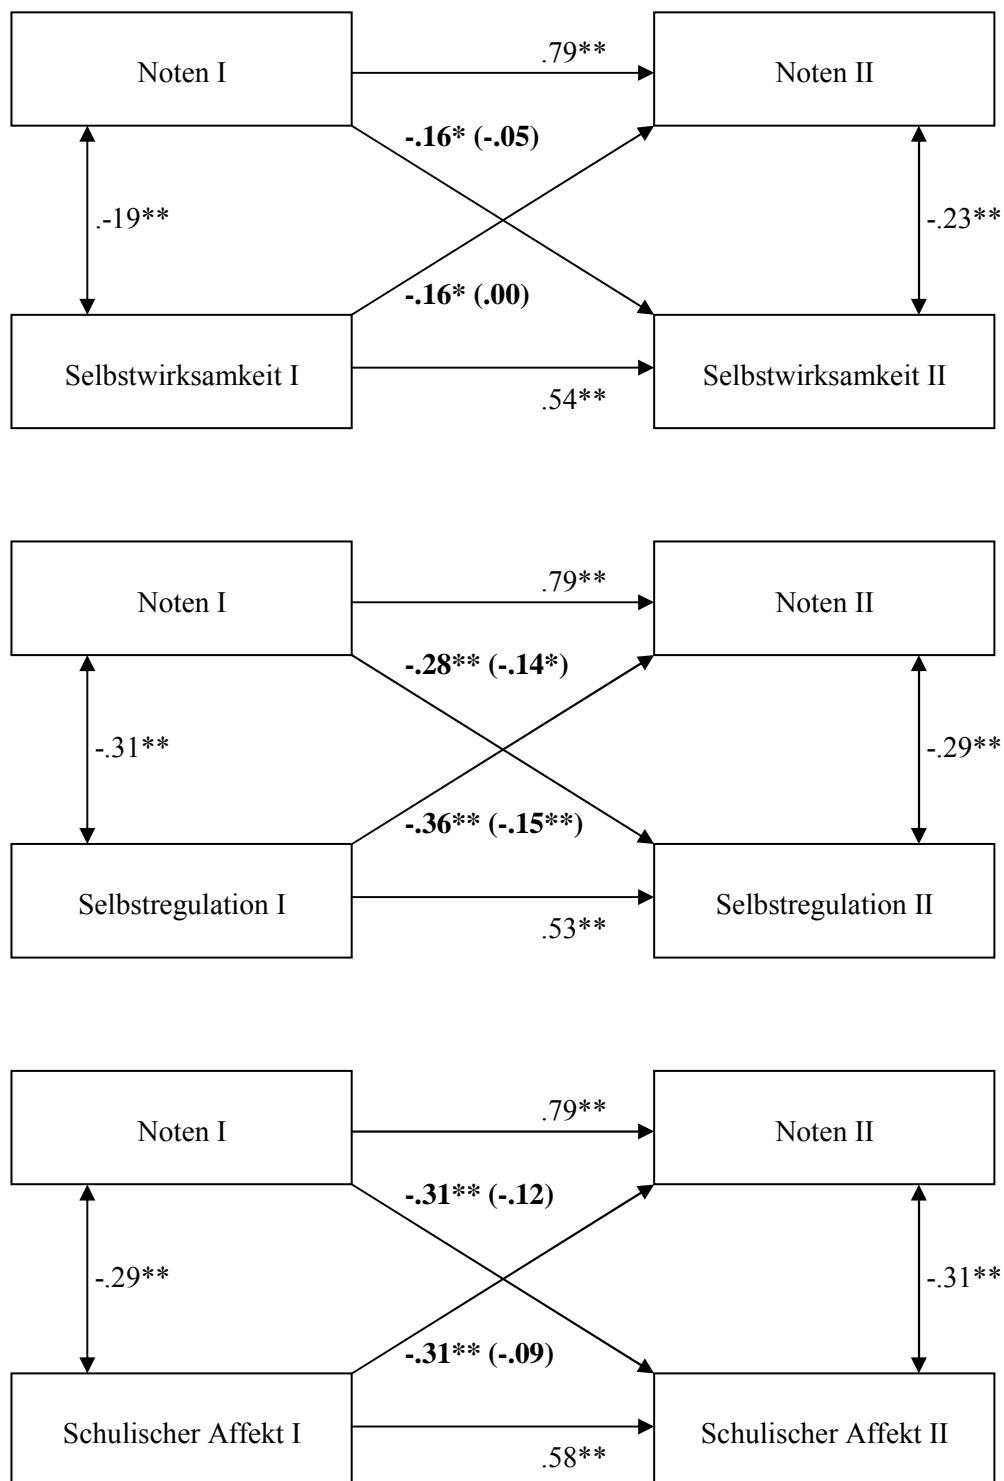 .79**
Noten I
Noten II
-.16* (-.05)
.-19**
-.23**
-.16* (.00)
Selbstwirksamkeit I
Selbstwirksamkeit II
.54**
.79**
Noten I
Noten II
-.28** (-.14*)
-.31**
-.29**
-.36** (-.15**)
Selbstregulation I
Selbstregulation II
.53**
.79**
Noten I
Noten II
-.31** (-.12)
-.29**
-.31**
-.31** (-.09)
Schulischer Affekt I
Schulischer Affekt II
.58**